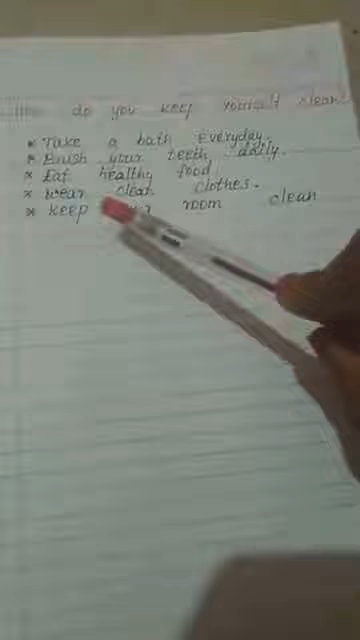 How do you keep yourself clean
* Take a bath everyday.
* Brush your teeth daily.
* Eat healthy food
* wear clean clothes.
* keep room clean